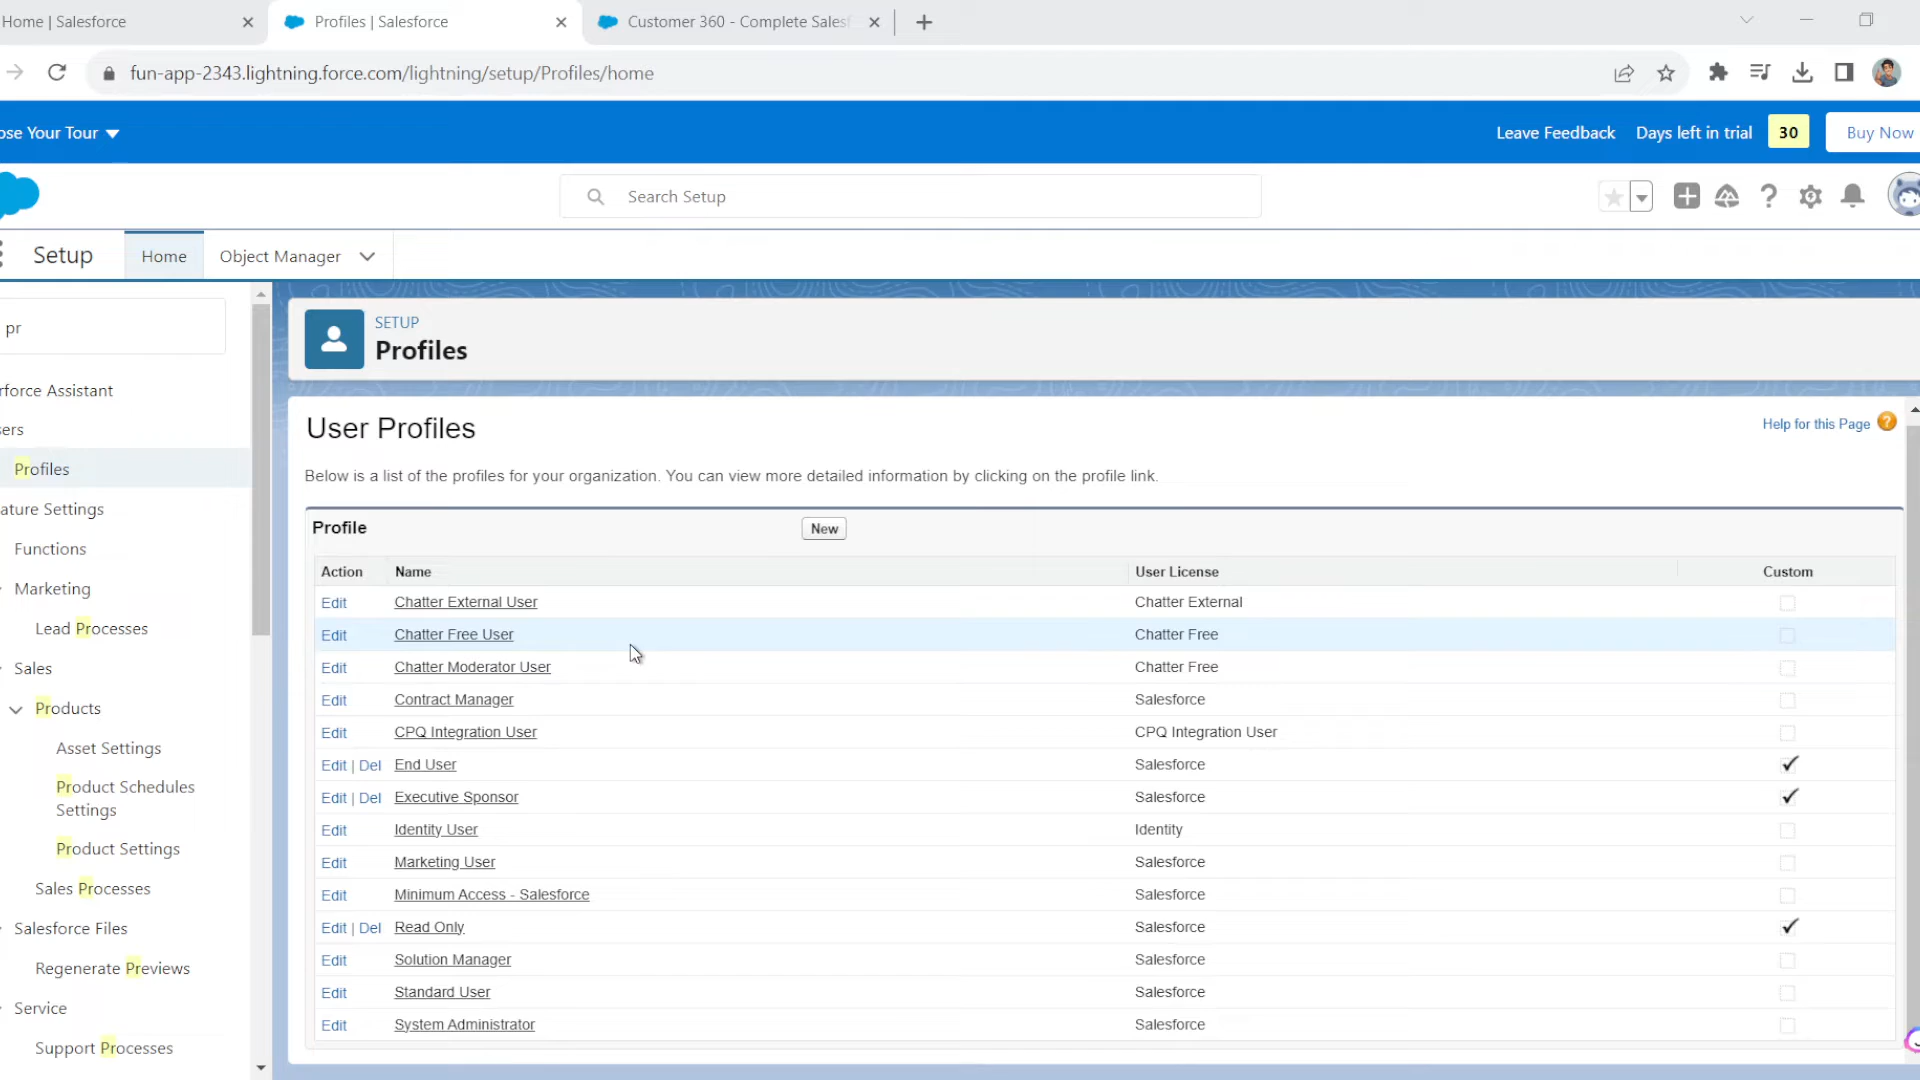 Home | Salesforce
Profiles | Salesforce
Customer 360 - Complete Sales
fun-app-2343.lightning.force.com/lightning/setup/Profiles/home
ose Your Tour
Leave Feedback
Days left in trial
30
Buy Now
Search Setup
Setup
Home
Object Manager
pr
rforce Assistant
ers
Profiles
ature Settings
Functions
Marketing
Lead Processes
Sales
Products
Asset Settings
Product Schedules
Settings
Product Settings
Sales Processes
Salesforce Files
Regenerate Previews
Service
Support Processes
SETUP
Profiles
User Profiles
Help for this Page ?
Below is a list of the profiles for your organization. You can view more detailed information by clicking on the profile link.
Profile
New
Action Name User License Custom
Edit Chatter External User Chatter External
Edit Chatter Free User Chatter Free
Edit Chatter Moderator User Chatter Free
Edit Contract Manager Salesforce
Edit CPQ Integration User CPQ Integration User
Edit | Del End User Salesforce
Edit | Del Executive Sponsor Salesforce
Edit Identity User Identity
Edit Marketing User Salesforce
Edit Minimum Access - Salesforce Salesforce
Edit | Del Read Only Salesforce
Edit Solution Manager Salesforce
Edit Standard User Salesforce
Edit System Administrator Salesforce